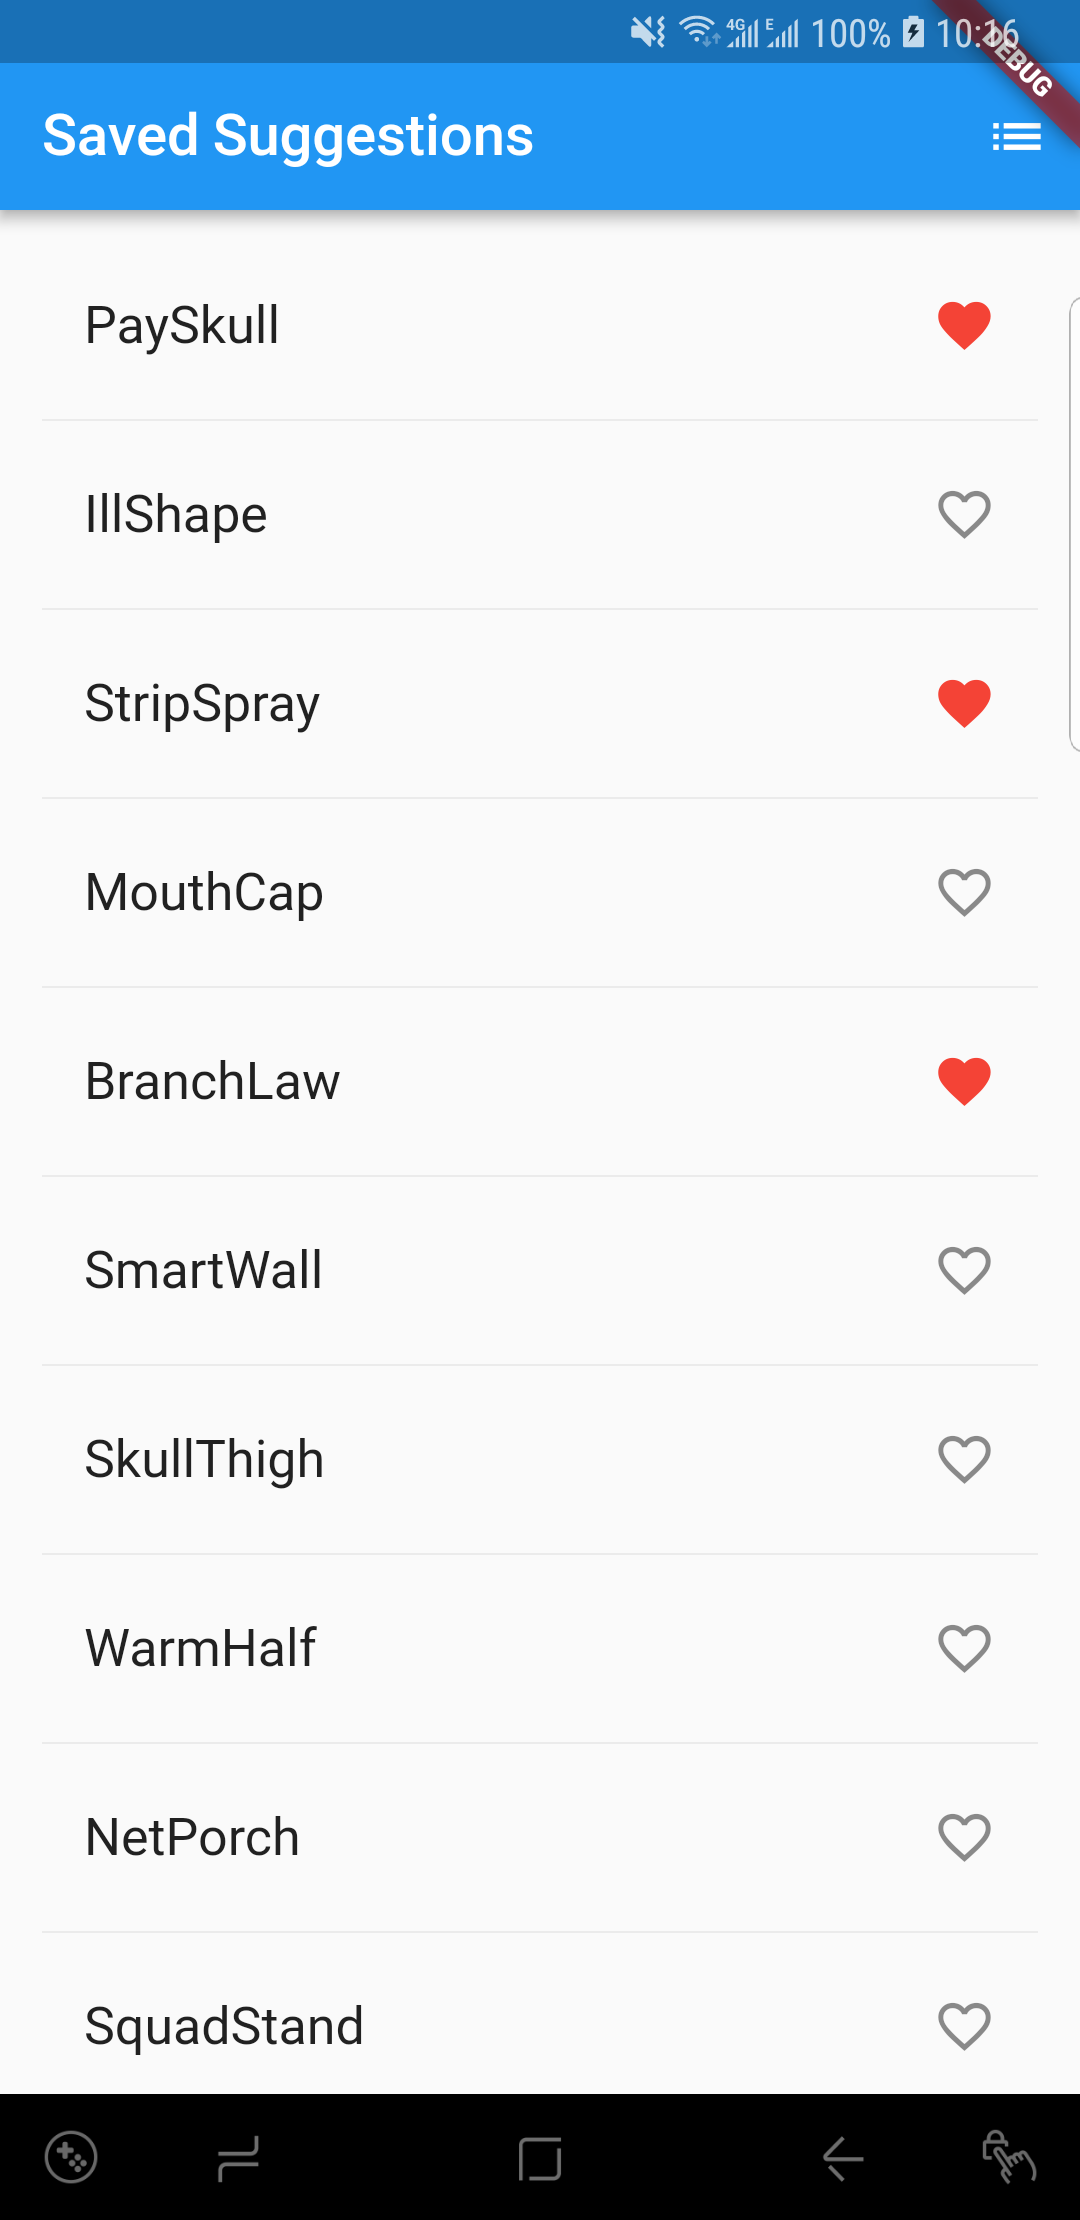 4G E 100% 10:16
DEBUG
Saved Suggestions
PaySkull
IllShape
StripSpray
MouthCap
BranchLaw
SmartWall
SkullThigh
WarmHalf
NetPorch
SquadStand